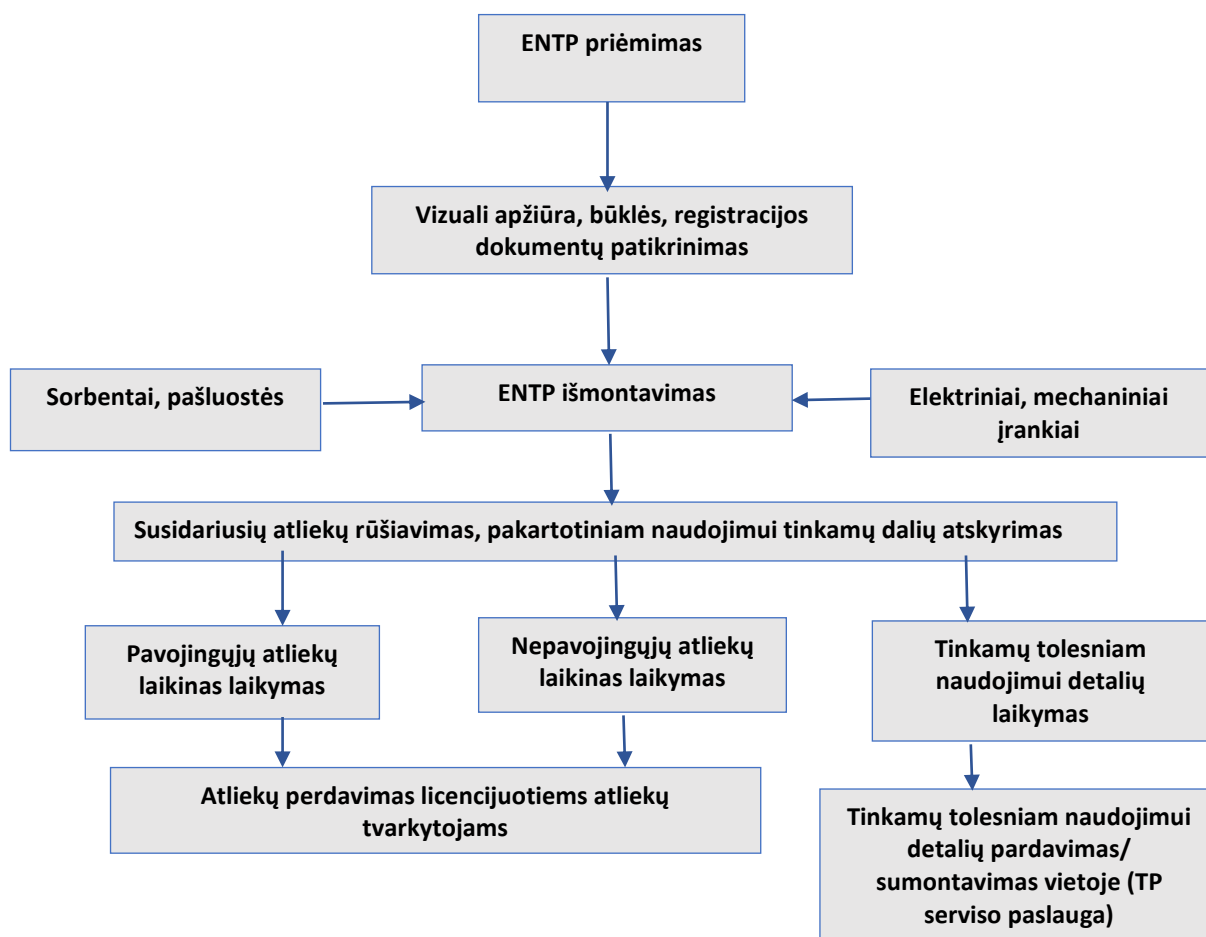 ENTP priėmimas
Vizuali apžiūra, būklės, registracijos
dokumentų patikrinimas
Sorbentai, pašluostės
ENTP išmontavimas
Elektriniai, mechaniniai
įrankiai
Susidariusių atliekų rūšiavimas, pakartotiniam naudojimui tinkamų dalių atskyrimas
Pavojingųjų atliekų
laikinas laikymas
Nepavojingųjų atliekų
laikinas laikymas
Tinkamų tolesniam
naudojimui detalių
laikymas
Atliekų perdavimas licencijuotiems atliekų
tvarkytojams
Tinkamų tolesniam naudojimui
detalių pardavimas/
sumontavimas vietoje (TP
serviso paslauga)